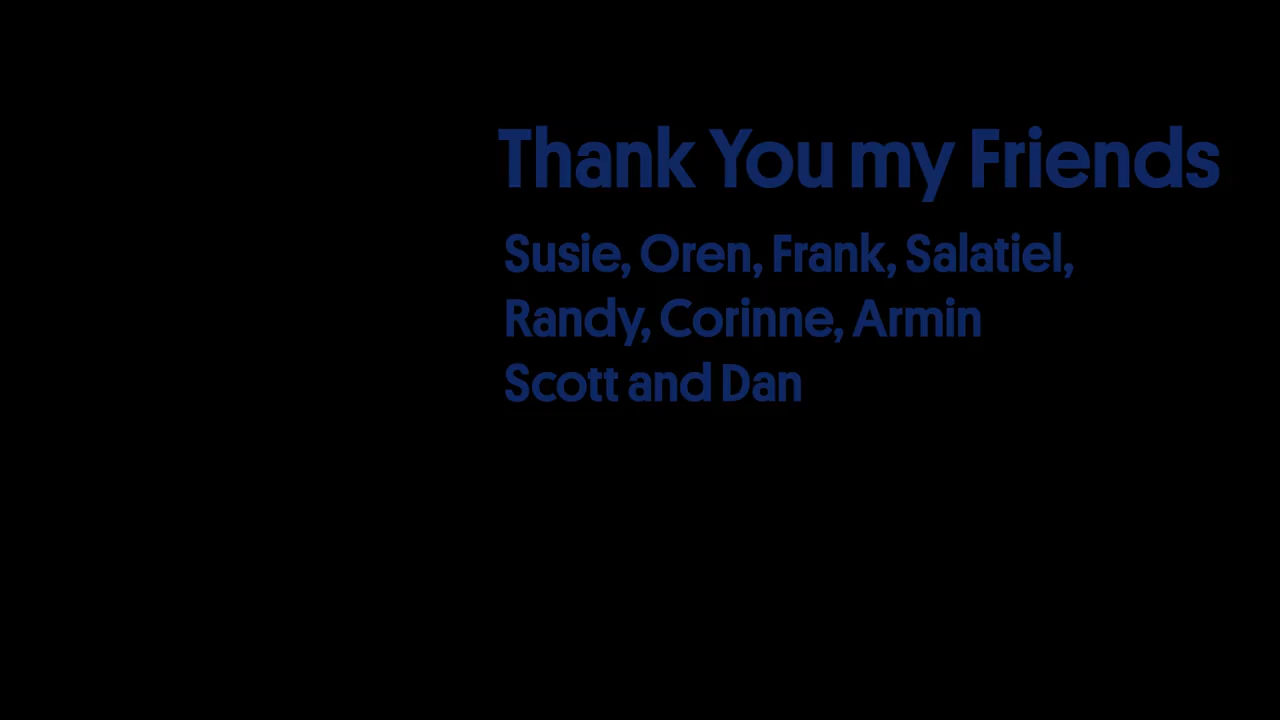 Thank You my Friends
Susie, Oren, Frank, Salatiel,
Randy, Corinne, Armin
Scott and Dan